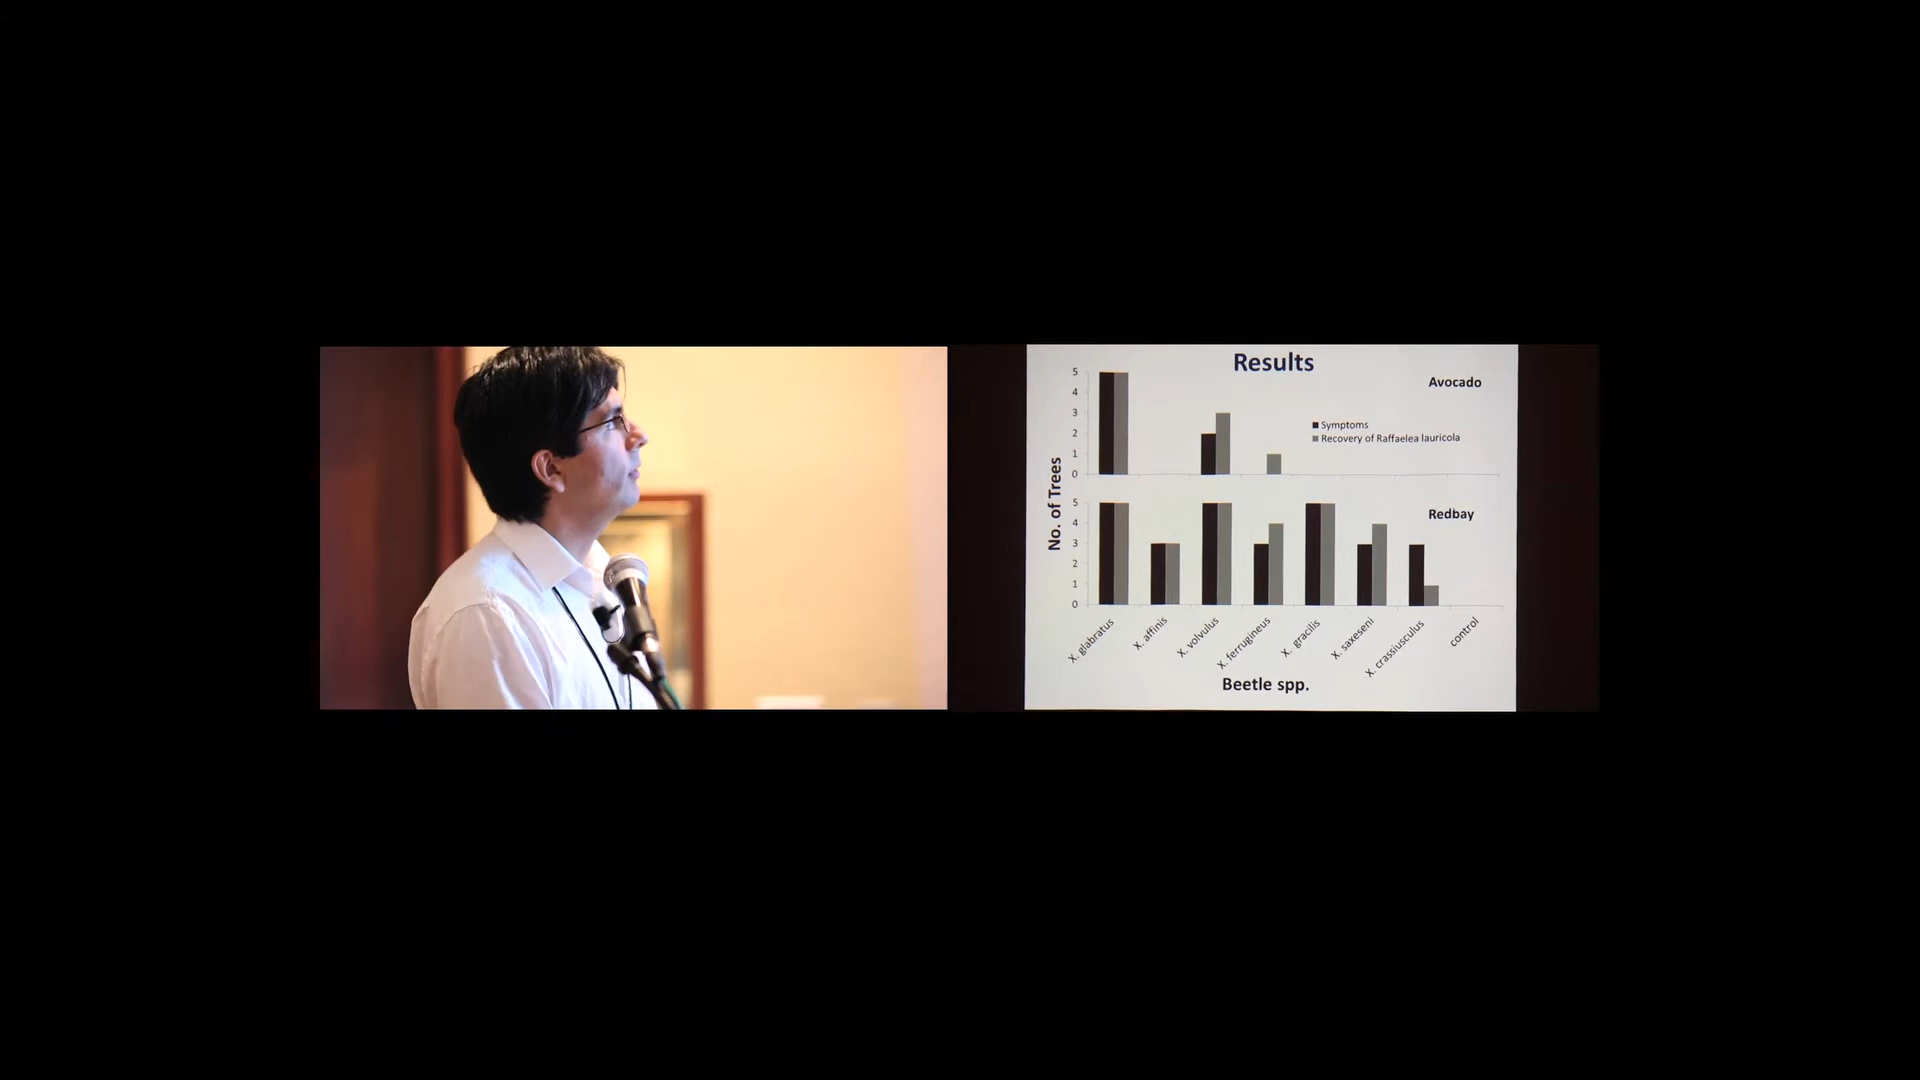 Results
Avocado
5
4
3
2
1
0
Symptoms
Recovery of Raffaelea lauricola
No. of Trees
Redbay
5
4
3
2
1
0
X. glabratus
X. affinis
X. volvulus
X. ferrugineus
X. gracilis
X. saxeseni
X. crassiusculus
control
Beetle spp.